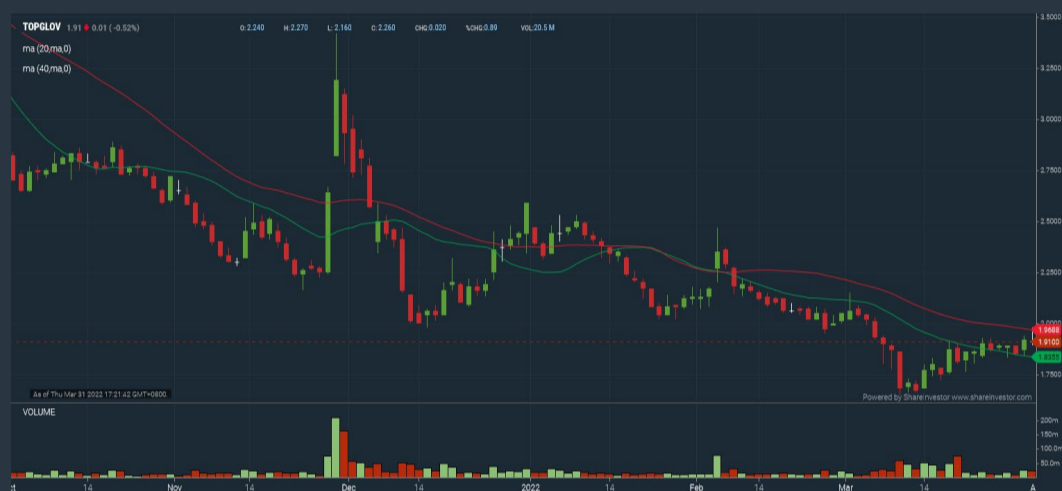 TOPGLOV 1.91 0.01 (-0.52%) O:2.240 H:2.270 L:2.160 C:2.260 CHG:0.020 %CHG:0.89 VOL:20.5 M
ma (20,ma,0)
ma (40,ma,0)
3.5000
3.2500
3.0000
2.7500
2.5000
2.2500
2.0000
1.9688
1.9100
1.7500
As of Thu Mar 31 2022 17:21:42 GMT+0800.
Powered by ShareInvestor www.shareinvestor.com
VOLUME
200m
150m
100.0m
50.0m
14 Nov 14 Dec 14 2022 14 Feb 14 Mar 14 A